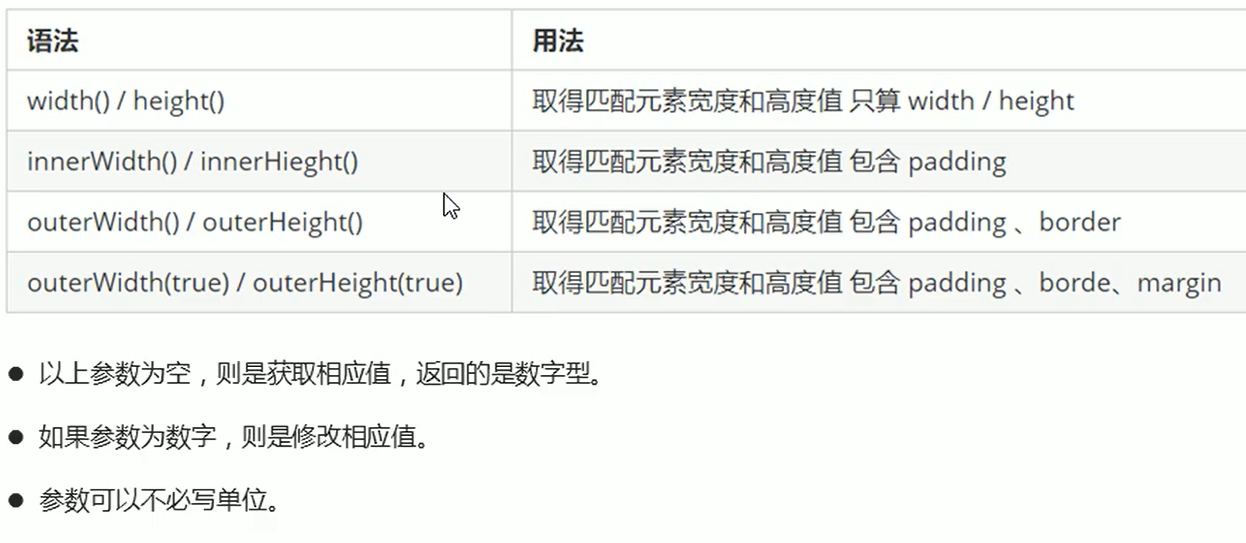 语法 用法
width() / height() 取得匹配元素宽度和高度值 只算 width / height
innerWidth() / innerHieght() 取得匹配元素宽度和高度值 包含 padding
outerWidth() / outerHeight() 取得匹配元素宽度和高度值 包含 padding 、border
outerWidth(true) / outerHeight(true) 取得匹配元素宽度和高度值 包含 padding 、borde、margin
● 以上参数为空，则是获取相应值，返回的是数字型。
● 如果参数为数字，则是修改相应值。
● 参数可以不必写单位。